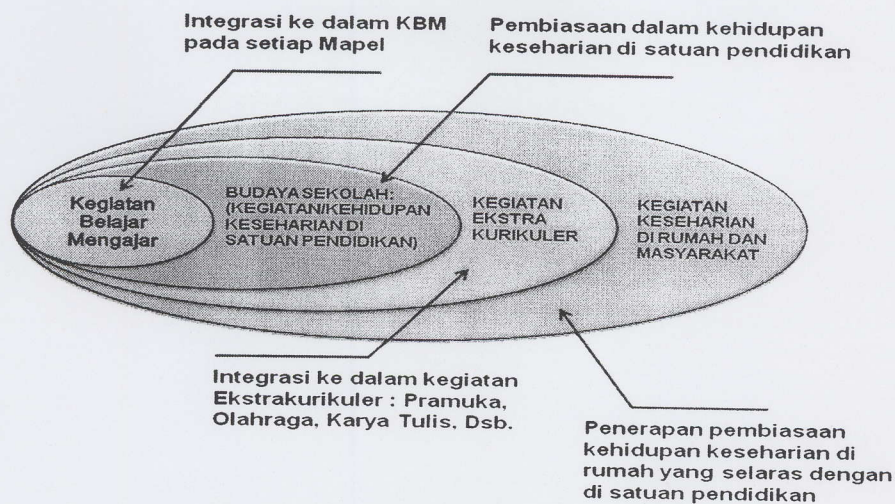 Integrasi ke dalam KBM
pada setiap Mapel
Pembiasaan dalam kehidupan
keseharian di satuan pendidikan
Kegiatan
Belajar
Mengajar
BUDAYA SEKOLAH:
(KEGIATAN/KEHIDUPAN
KESEHARIAN DI
SATUAN PENDIDIKAN)
KEGIATAN
EKSTRA
KURIKULER
KEGIATAN
KESEHARIAN
DI RUMAH DAN
MASYARAKAT
Integrasi ke dalam kegiatan
Ekstrakurikuler : Pramuka,
Olahraga, Karya Tulis, Dsb.
Penerapan pembiasaan
kehidupan keseharian di
rumah yang selaras dengan
di satuan pendidikan